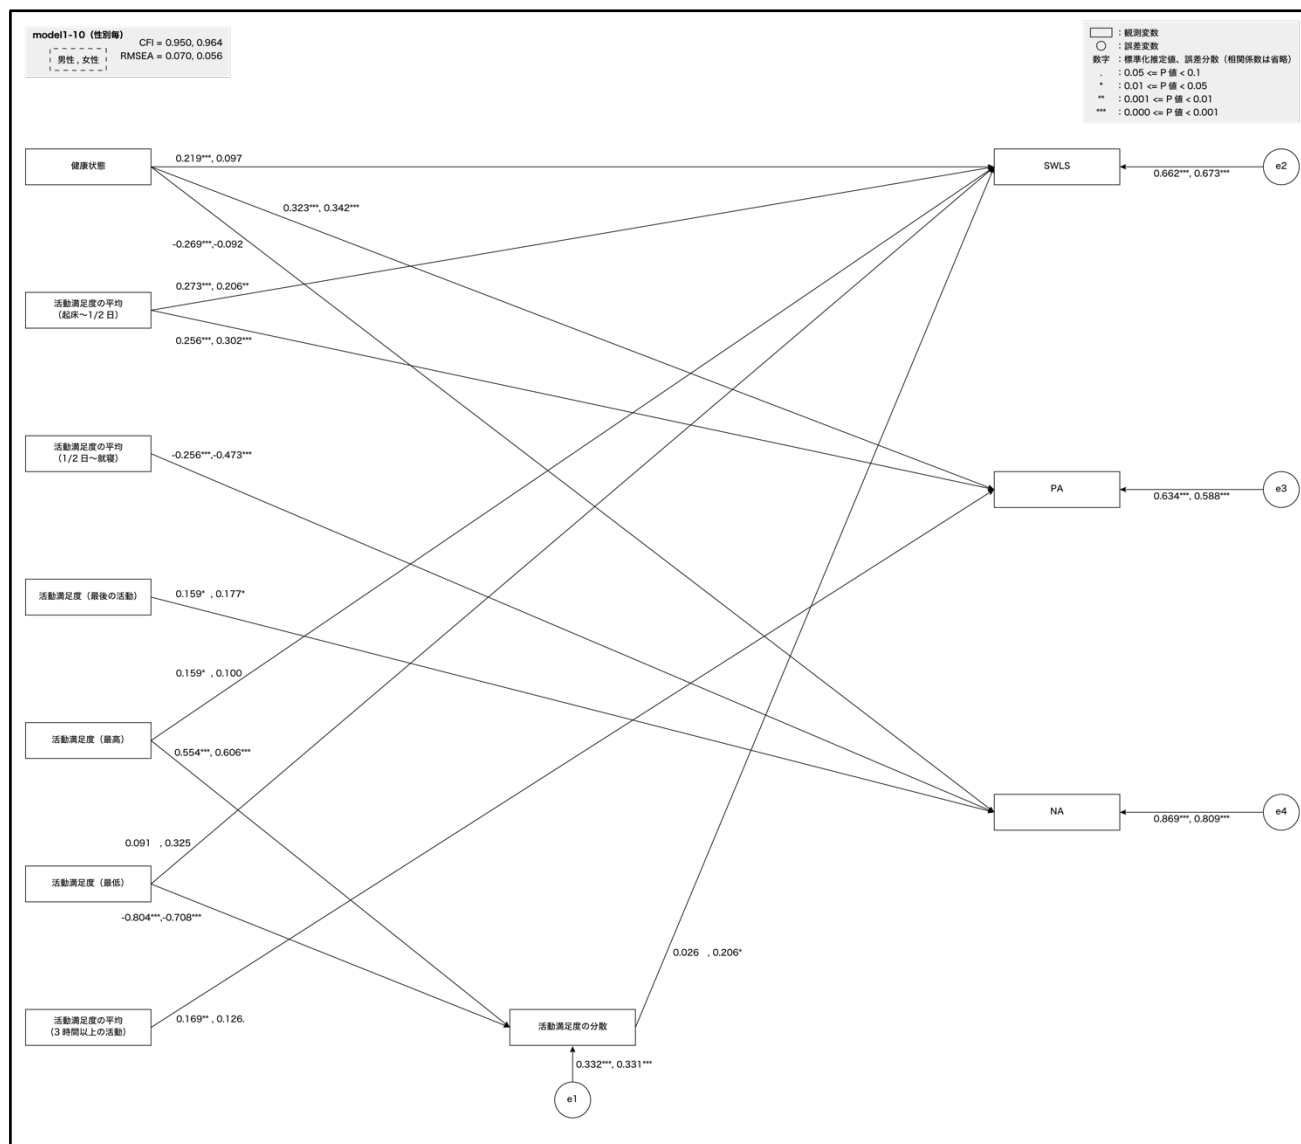 model1-10（性別毎）
CFI = 0.950, 0.964
男性 , 女性
RMSEA = 0.070, 0.056
：観測変数
：誤差変数
数字 ：標準化推定値、誤差分散（相関係数は省略）
. ：0.05 <= P 値 < 0.1
* ：0.01 <= P 値 < 0.05
** ：0.001 <= P 値 < 0.01
*** ：0.000 <= P 値 < 0.001
健康状態
0.219***, 0.097
SWLS
0.662***, 0.673***
e2
0.323***, 0.342***
-0.269***,-0.092
0.273***, 0.206**
活動満足度の平均
（起床〜1/2 日）
0.256***, 0.302***
活動満足度の平均
（1/2 日〜就寝）
-0.256***,-0.473***
PA
0.634***, 0.588***
e3
活動満足度（最後の活動）
0.159* , 0.177*
0.159* , 0.100
活動満足度（最高）
0.554***, 0.606***
NA
0.869***, 0.809***
e4
0.091 , 0.325
活動満足度（最低）
-0.804***,-0.708***
0.026 , 0.206*
活動満足度の平均
（3 時間以上の活動）
0.169** , 0.126.
活動満足度の分散
0.332***, 0.331***
e1